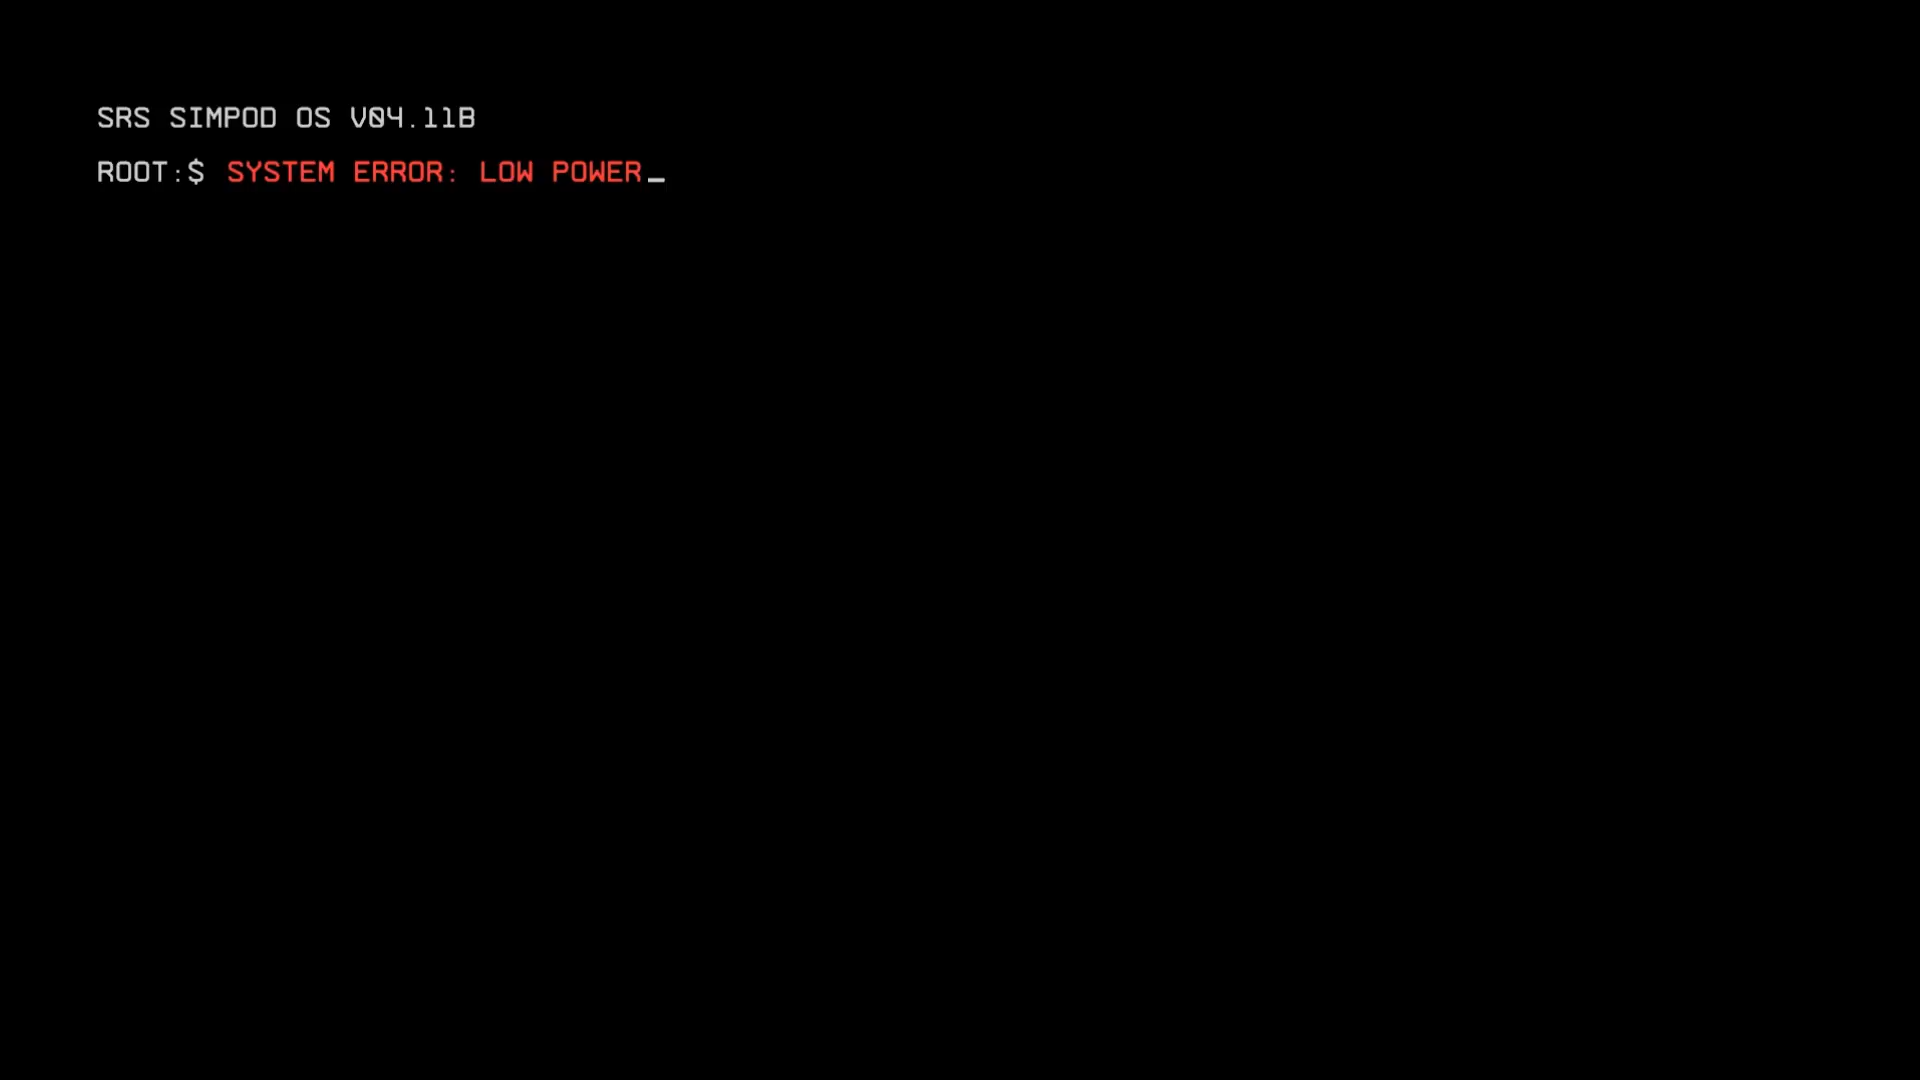 SRS SIMPOD OS V04.11B
ROOT:$ SYSTEM ERROR: LOW POWER_